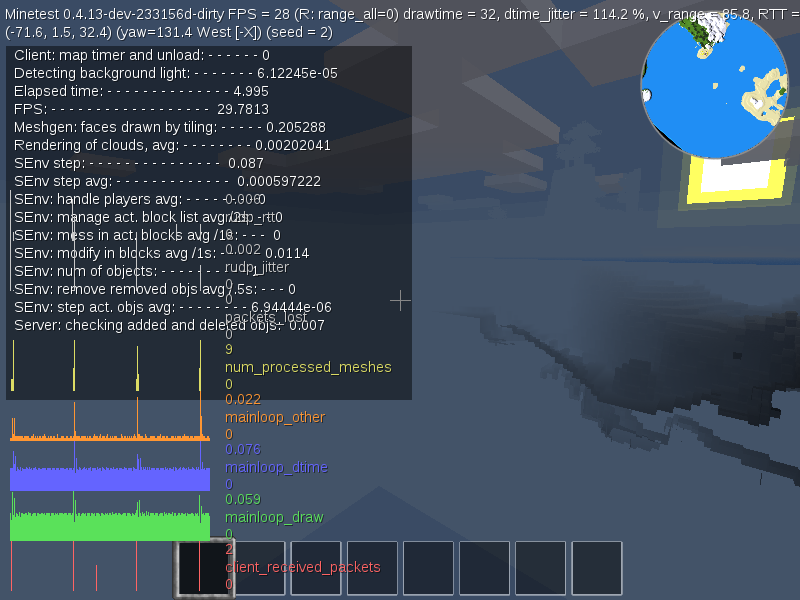 Minetest 0.4.13-dev-233156d-dirty FPS = 28 (R: range_all=0) drawtime = 32, dtime_jitter = 114.2 %, v_range = 85.8, RTT =
(-71.6, 1.5, 32.4) (yaw=131.4 West [-X]) (seed = 2)
Client: map timer and unload: - - - - - - 0
Detecting background light: - - - - - - - 6.12245e-05
Elapsed time: - - - - - - - - - - - - - - 4.995
FPS: - - - - - - - - - - - - - - - - - - 29.7813
Meshgen: faces drawn by tiling: - - - - - 0.205288
Rendering of clouds, avg: - - - - - - - - 0.00202041
SEnv step: - - - - - - - - - - - - - - - 0.087
SEnv step avg: - - - - - - - - - - - - - 0.000597222
SEnv: handle players avg: - - - - - - - 0
0.006
SEnv: manage act. block list avg /2s: - - 0
rudp_rtt
SEnv: mess in act. blocks avg /1s: - - - 0
0
SEnv: modify in blocks avg /1s: - - - - 0.0114
0.002
SEnv: num of objects: - - - - - - - - - 1
rudp_jitter
SEnv: remove removed objs avg /.5s: - - - 0
0
SEnv: step act. objs avg: - - - - - - - - 6.94444e-06
0
packets_lost
Server: checking added and deleted objs: - 0.007
0
9
num_processed_meshes
0
0.022
mainloop_other
0
0.076
mainloop_dtime
0
0.059
mainloop_draw
0
2
client_received_packets
0